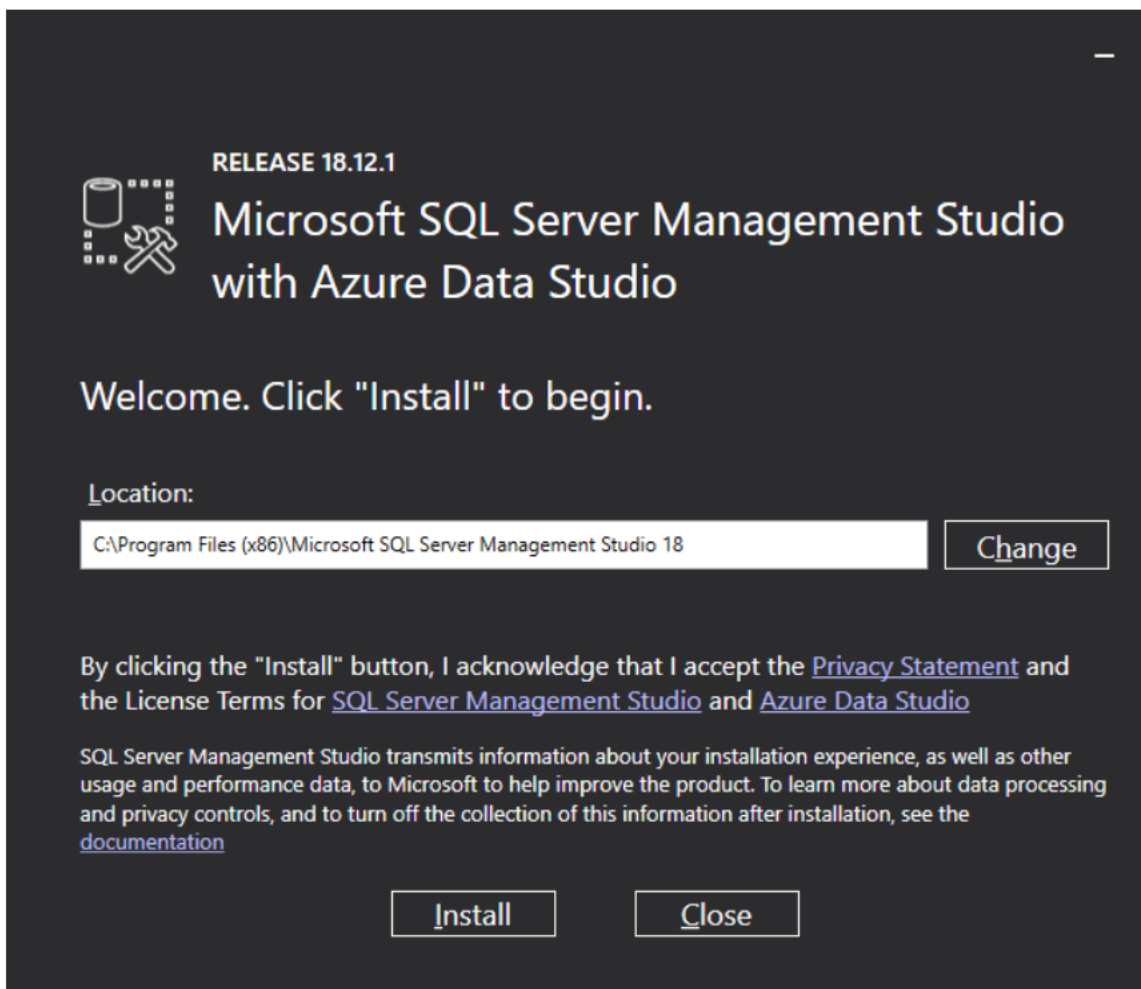 RELEASE 18.12.1
Microsoft SQL Server Management Studio
with Azure Data Studio
Welcome. Click "Install" to begin.
Location:
C:\Program Files (x86)\Microsoft SQL Server Management Studio 18
Change
By clicking the "Install" button, I acknowledge that I accept the Privacy Statement and
the License Terms for SQL Server Management Studio and Azure Data Studio
SQL Server Management Studio transmits information about your installation experience, as well as other
usage and performance data, to Microsoft to help improve the product. To learn more about data processing
and privacy controls, and to turn off the collection of this information after installation, see the
documentation
Install
Close